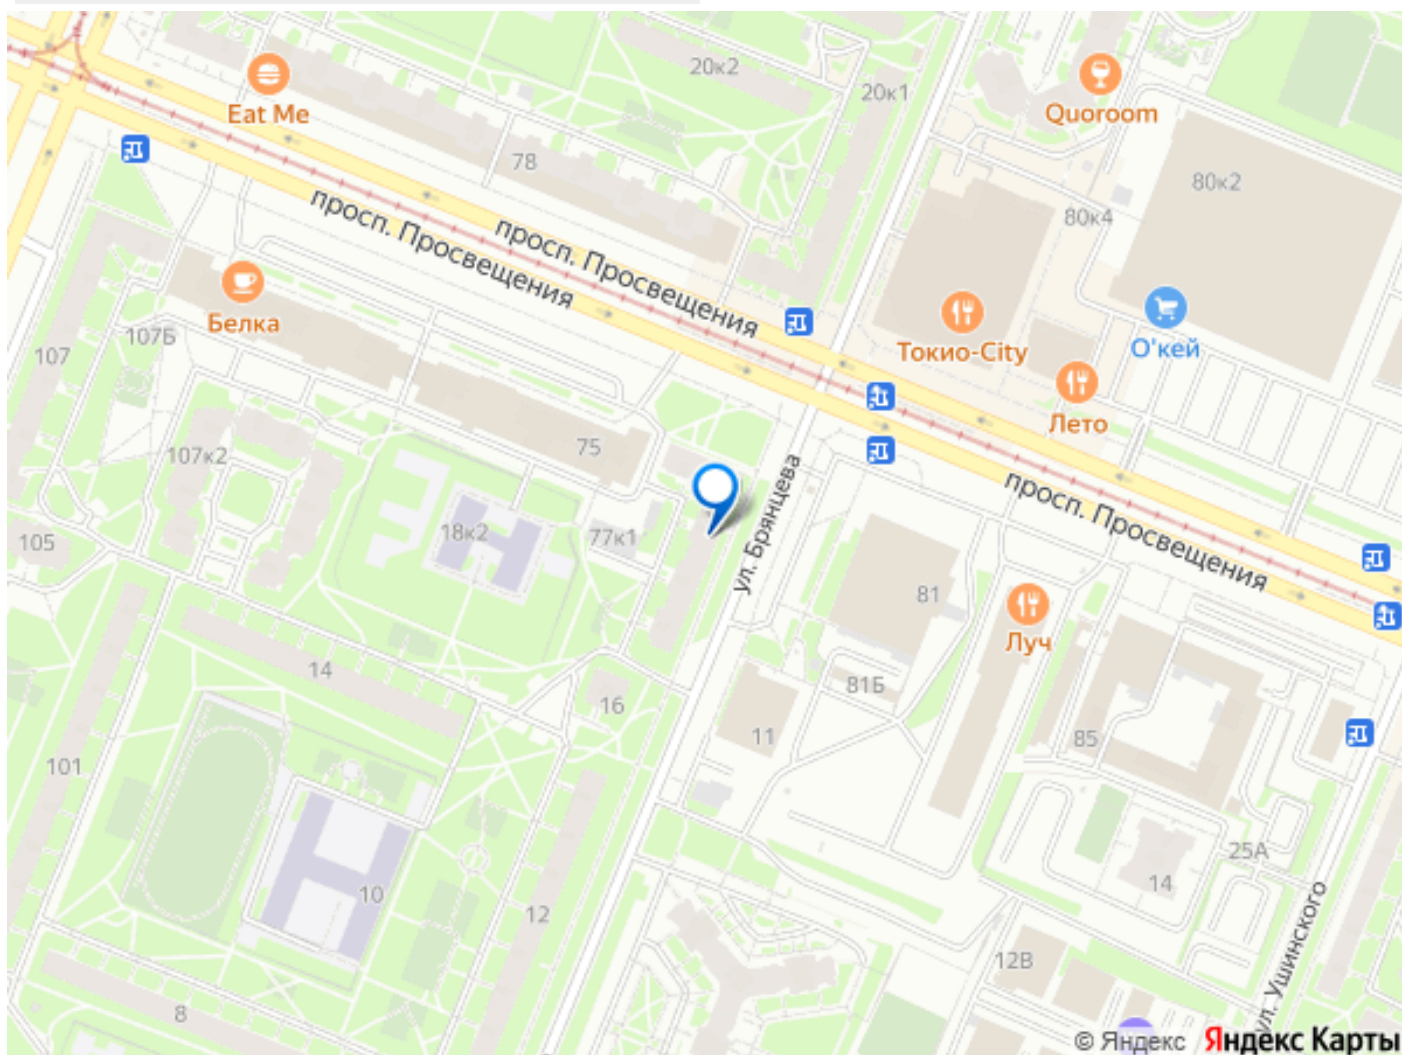 20к2
20к1
Eat Me
Quoroom
78
80к2
80к4
просп. Просвещения
просп. Просвещения
Белка
107Б
107
Токио-City
О'кей
Лето
75
107к2
18к2
77к1
105
ул. Брянцева
просп. Просвещения
81
Луч
81Б
14
16
11
85
101
10
12
25А
14
12В
8
ул. Ушинского
© Яндекс Яндекс Карты